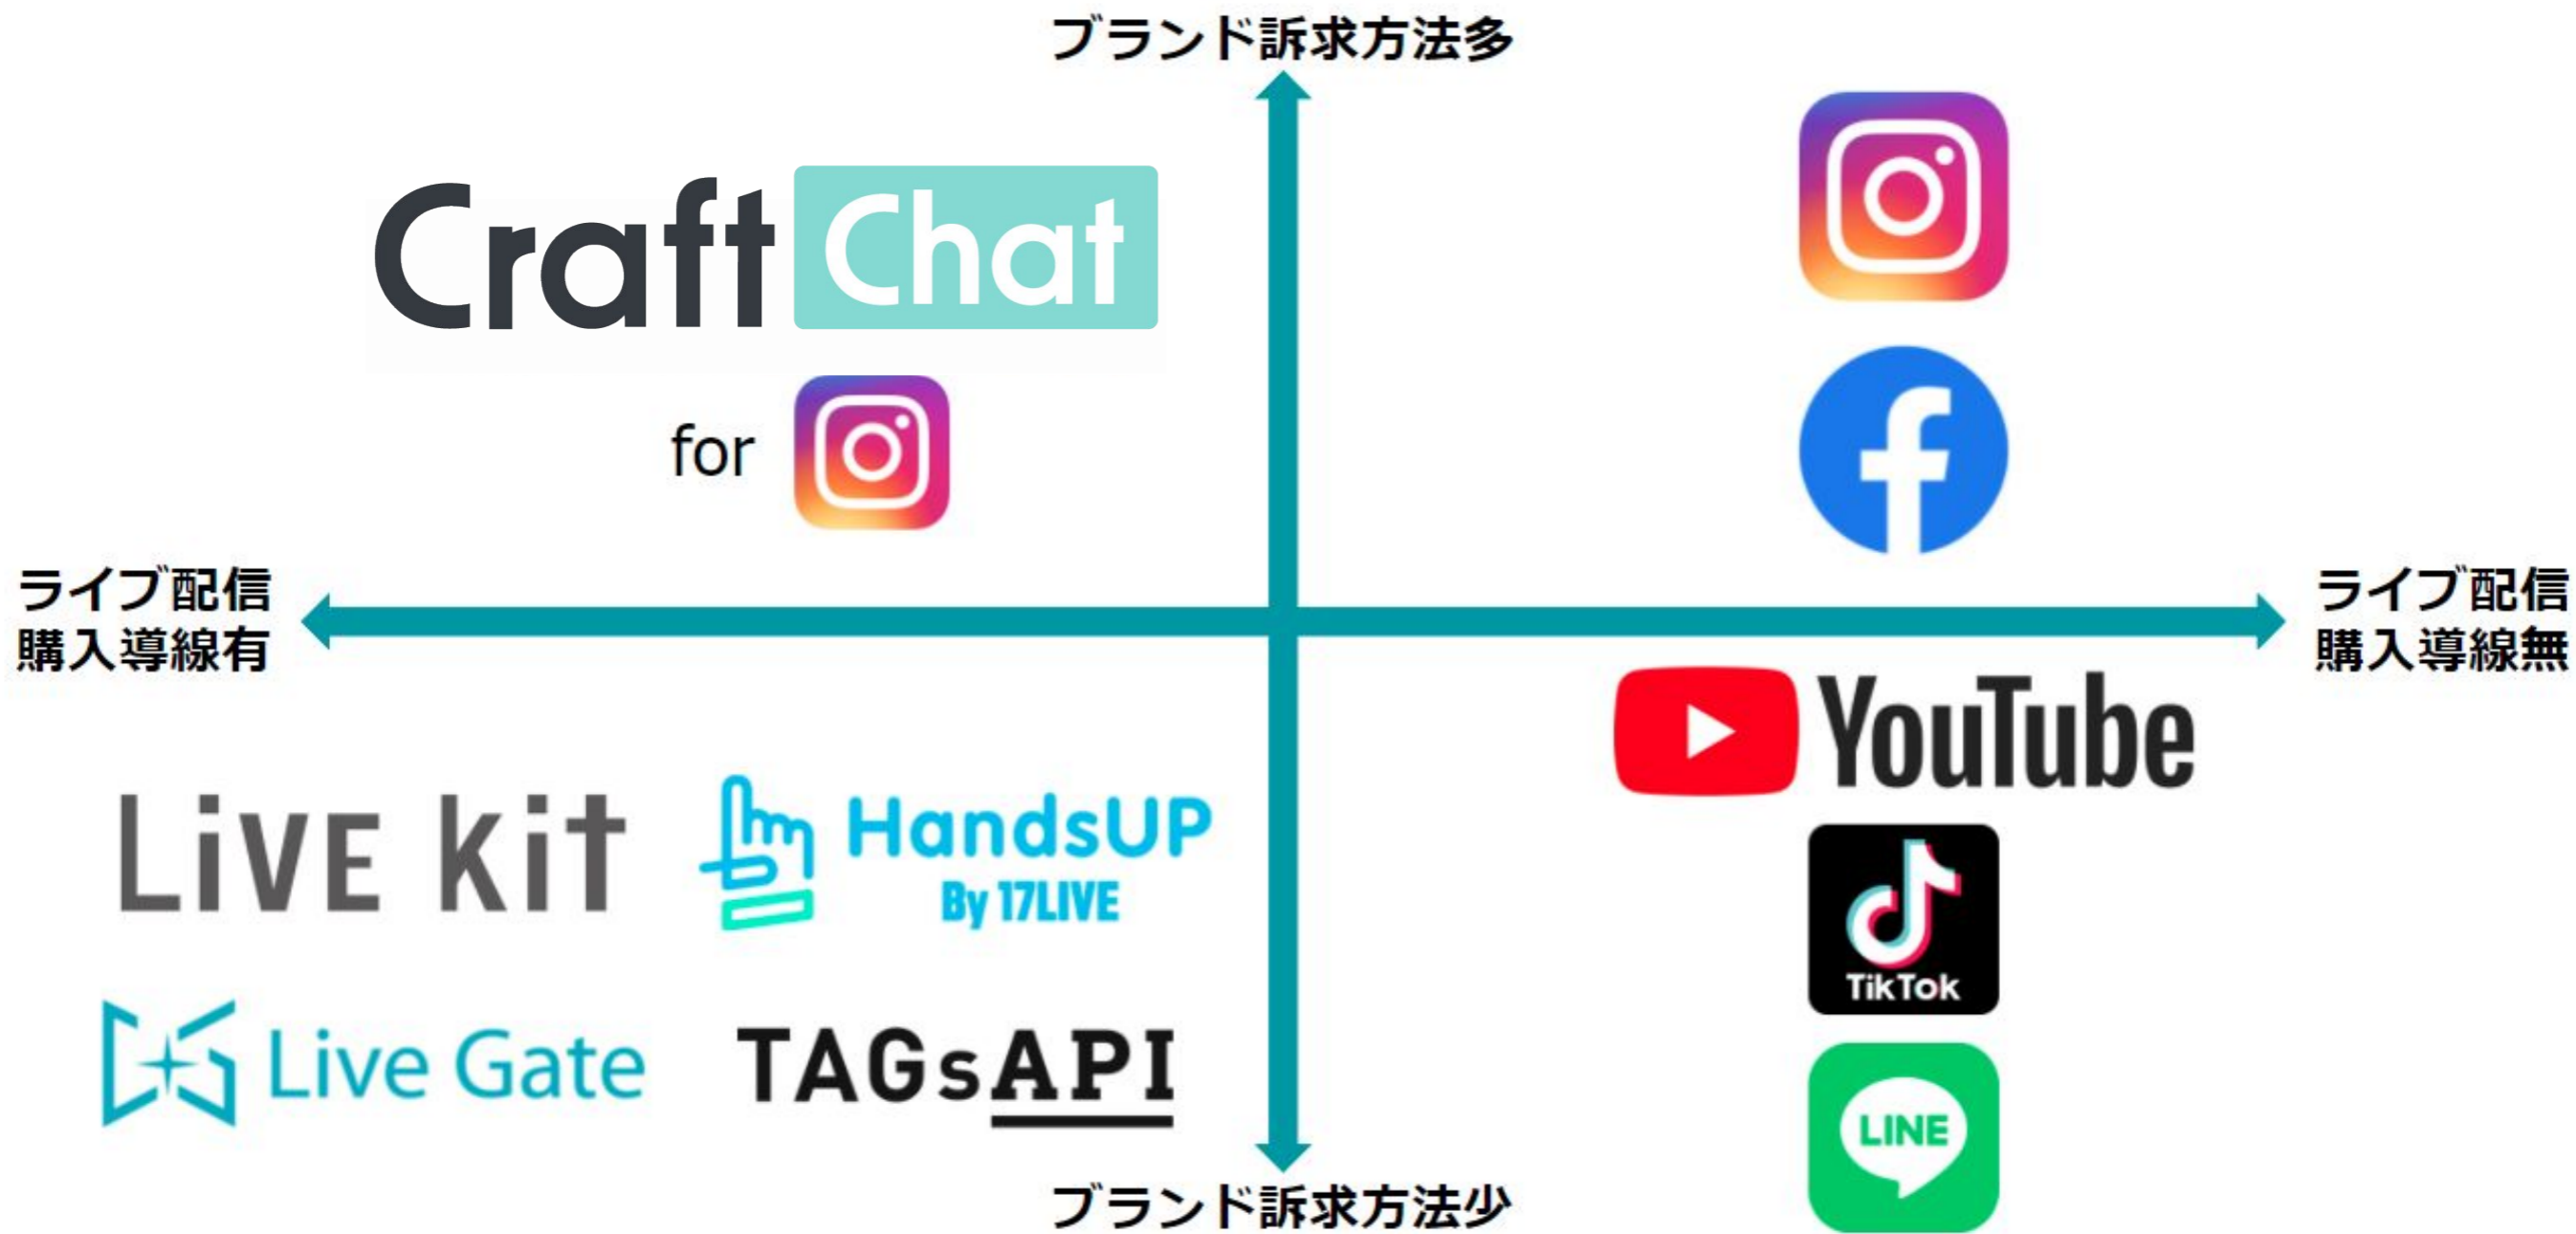 ブランド訴求方法多
Craft Chat
for
ライブ配信
購入導線有
ライブ配信
購入導線無
YouTube
LiVE kit
HandsUP
By 17LIVE
TikTok
Live Gate
TAGsAPI
LINE
ブランド訴求方法少